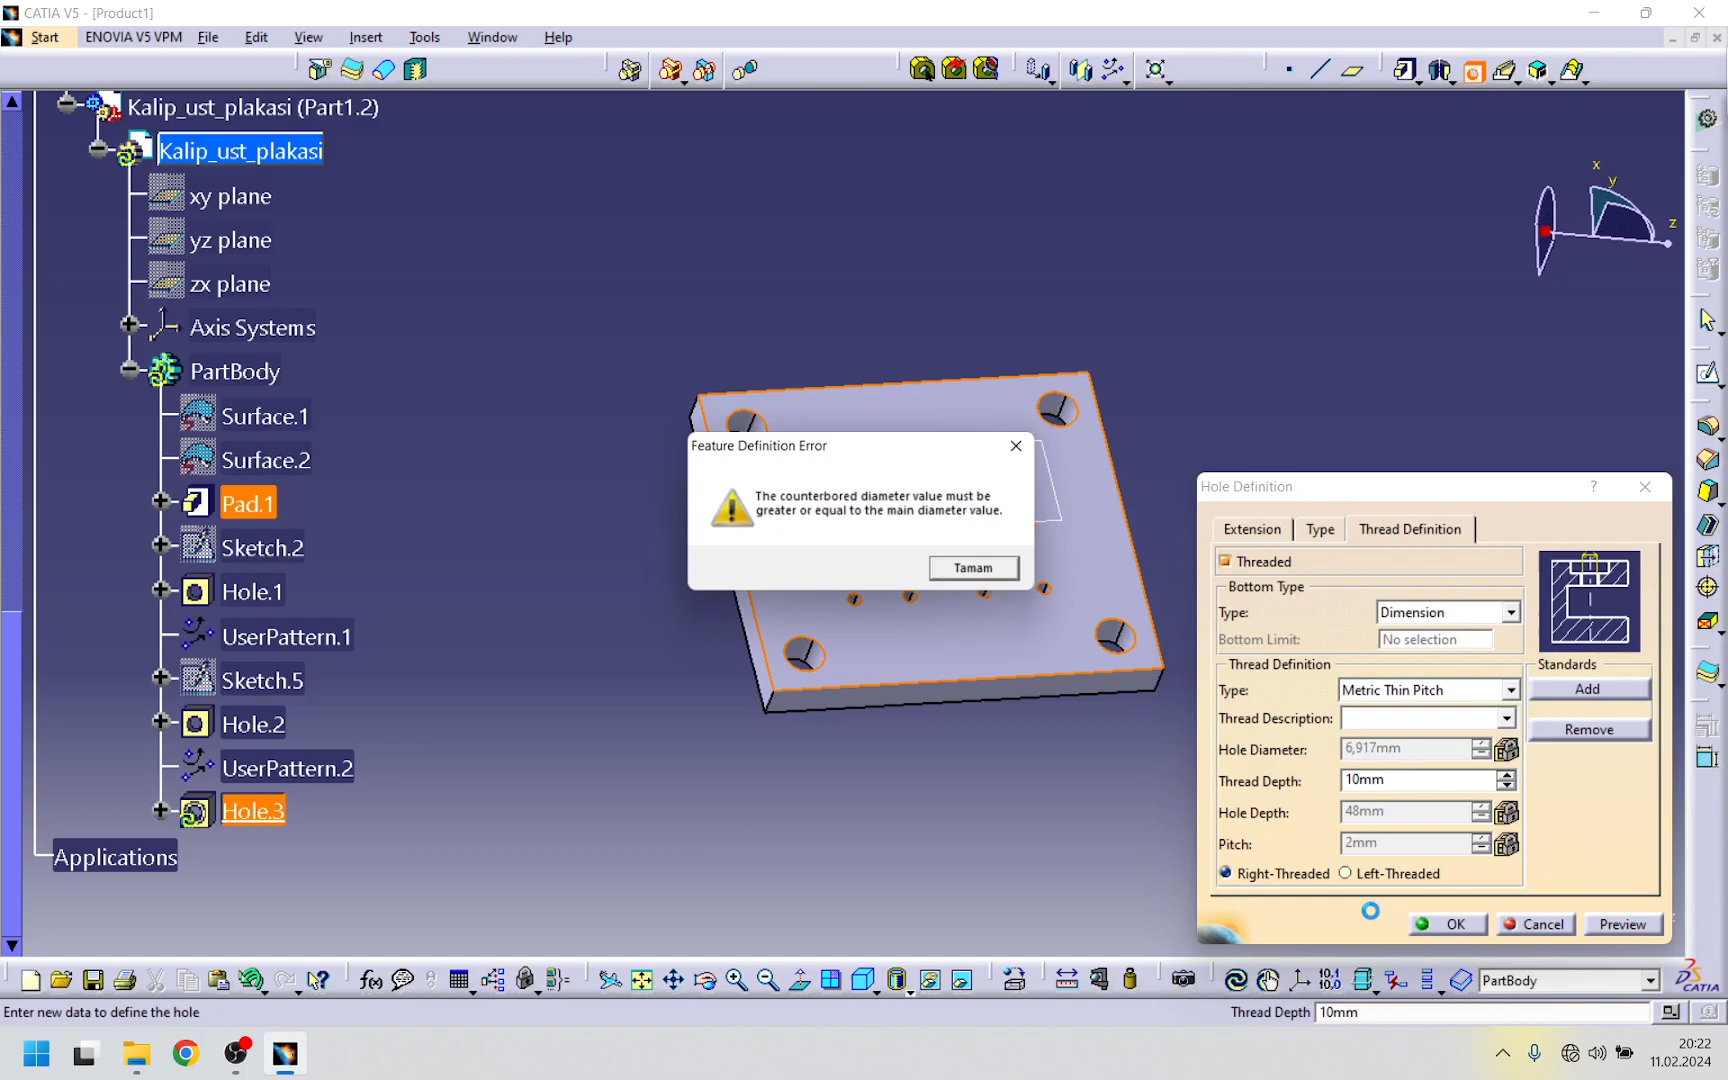 CATIA V5 - [Product1]
Start ENOVIA V5 VPM File Edit View Insert Tools Window Help
Kalip_ust_plakasi (Part1.2)
Kalip_ust_plakasi
xy plane
yz plane
zx plane
Axis Systems
PartBody
Surface.1
Surface.2
Pad.1
Sketch.2
Hole.1
UserPattern.1
Sketch.5
Hole.2
UserPattern.2
Hole.3
Applications
x
y
z
Feature Definition Error
The counterbored diameter value must be
greater or equal to the main diameter value.
Tamam
Hole Definition ?
Extension Type Thread Definition
Threaded
Bottom Type
Type: Dimension
Bottom Limit: No selection
Thread Definition
Type: Metric Thin Pitch
Thread Description:
Hole Diameter: 6,917mm
Thread Depth: 10mm
Hole Depth: 48mm
Pitch: 2mm
Right-Threaded Left-Threaded
Standards
Add
Remove
OK Cancel Preview
f(x)
10,1
10,0
PartBody
CATIA
Enter new data to define the hole
Thread Depth 10mm
20:22
11.02.2024